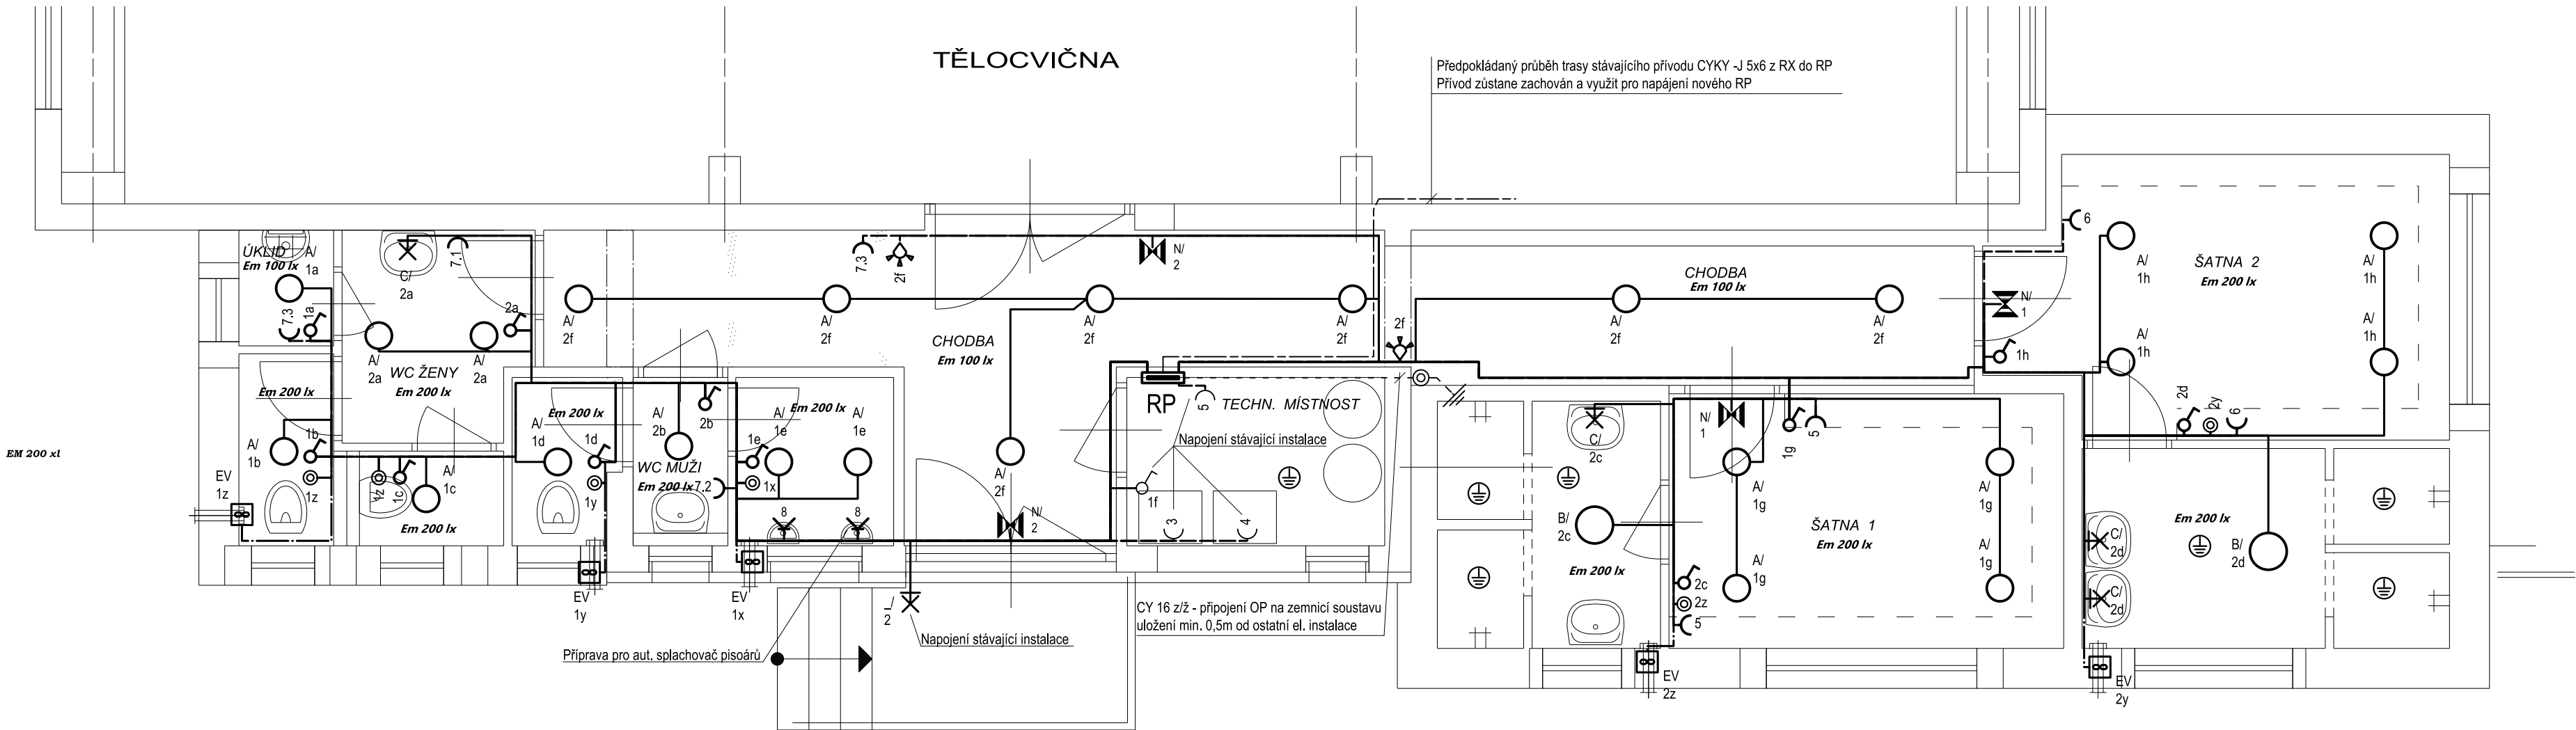 TĚLOCVIČNA
Předpokládaný průběh trasy stávajícího přívodu CYKY -J 5x6 z RX do RP
Přívod zůstane zachován a využit pro napájení nového RP
ÚKLID
Em 100 lx
A/
1a
7.3
1a
C/
2a
7.1
2a
A/
2a
A/
2a
WC ŽENY
Em 200 lx
Em 200 lx
A/
1b
1b
1z
EV
1z
EM 200 xl
1z
1c
A/
1c
Em 200 lx
A/
1d
Em 200 lx
1d
1y
EV
1y
A/
2b
2b
WC MUŽI
Em 200 lx
7.2
A/
1e
Em 200 lx
A/
1e
1e
1x
8
8
EV
1x
A/
2f
A/
2f
A/
2f
A/
2f
7.3
2f
N/
2
CHODBA
Em 100 lx
A/
2f
N/
2
–/
2
Napojení stávající instalace
Příprava pro aut. splachovač pisoárů
RP
5
TECHN. MÍSTNOST
Napojení stávající instalace
1f
3
4
CY 16 z/ž - připojení OP na zemnicí soustavu
uložení min. 0,5m od ostatní el. instalace
2f
CHODBA
Em 100 lx
A/
2f
A/
2f
N/
1
1h
6
A/
1h
A/
1h
ŠATNA 2
Em 200 lx
A/
1h
A/
1h
2d
2y
6
C/
2c
B/
2c
Em 200 lx
N/
1
1g
5
A/
1g
A/
1g
ŠATNA 1
Em 200 lx
A/
1g
A/
1g
2c
2z
5
EV
2z
C/
2d
C/
2d
Em 200 lx
B/
2d
EV
2y